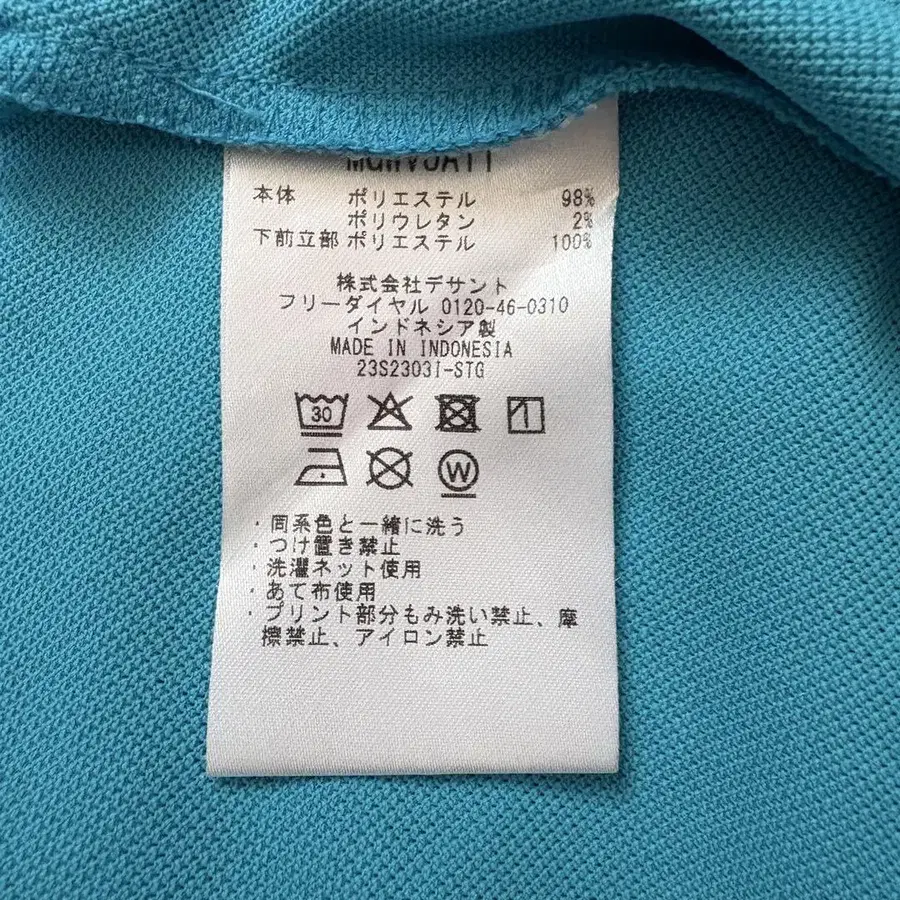 本体 ポリエステル 98%
ポリウレタン 2%
下前立部 ポリエステル 100%
株式会社デサント
フリーダイヤル 0120-46-0310
インドネシア製
MADE IN INDONESIA
23S2303I-STG
30
W
・同系色と一緒に洗う
・つけ置き禁止
・洗濯ネット使用
・あて布使用
・プリント部分もみ洗い禁止、摩
擦禁止、アイロン禁止